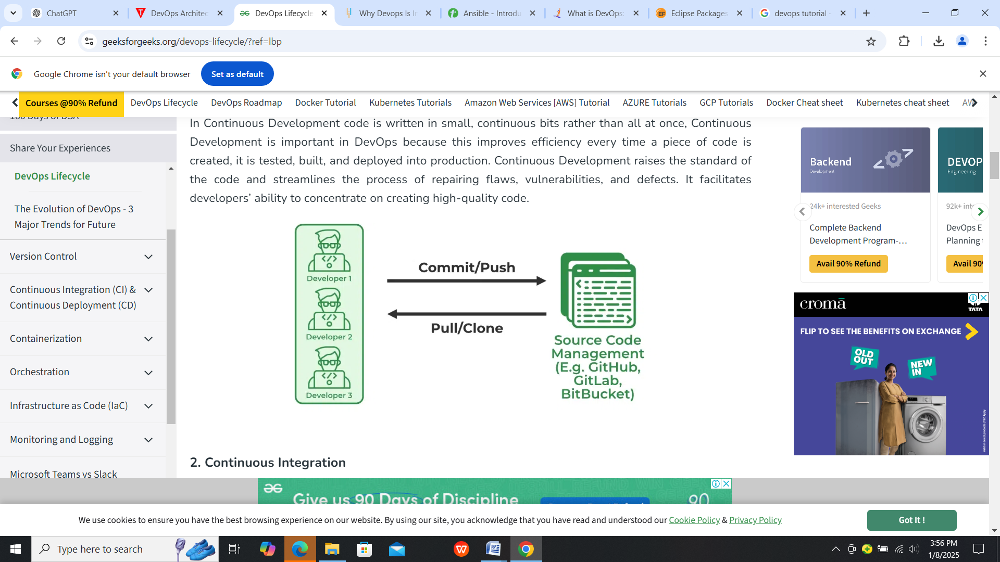 ChatGPT
DevOps Architec
DevOps Lifecycle
Why Devops Is I
Ansible - Introdu
What is DevOps:
Eclipse Packages
devops tutorial -
geeksforgeeks.org/devops-lifecycle/?ref=lbp
Google Chrome isn't your default browser
Set as default
Courses @90% Refund
DevOps Lifecycle
DevOps Roadmap
Docker Tutorial
Kubernetes Tutorials
Amazon Web Services [AWS] Tutorial
AZURE Tutorials
GCP Tutorials
Docker Cheat sheet
Kubernetes cheat sheet
160 Days of DSA
Share Your Experiences
DevOps Lifecycle
The Evolution of DevOps - 3
Major Trends for Future
Version Control
Continuous Integration (CI) &
Continuous Deployment (CD)
Containerization
Orchestration
Infrastructure as Code (IaC)
Monitoring and Logging
Microsoft Teams vs Slack
In Continuous Development code is written in small, continuous bits rather than all at once, Continuous
Development is important in DevOps because this improves efficiency every time a piece of code is
created, it is tested, built, and deployed into production. Continuous Development raises the standard of
the code and streamlines the process of repairing flaws, vulnerabilities, and defects. It facilitates
developers’ ability to concentrate on creating high-quality code.
Developer 1
Developer 2
Developer 3
Commit/Push
Pull/Clone
Source Code
Management
(E.g. GitHub,
GitLab,
BitBucket)
2. Continuous Integration
Backend
Development
24k+ interested Geeks
Complete Backend
Development Program-...
Avail 90% Refund
DEVOP
Engineering
92k+ int
DevOps E
Planning
Avail 90
cromā
TATA
FLIP TO SEE THE BENEFITS ON EXCHANGE
OLD
OUT
NEW
IN
Give us 90 Days of Discipline
90
We use cookies to ensure you have the best browsing experience on our website. By using our site, you acknowledge that you have read and understood our Cookie Policy & Privacy Policy
Got It !
Type here to search
3:56 PM
1/8/2025